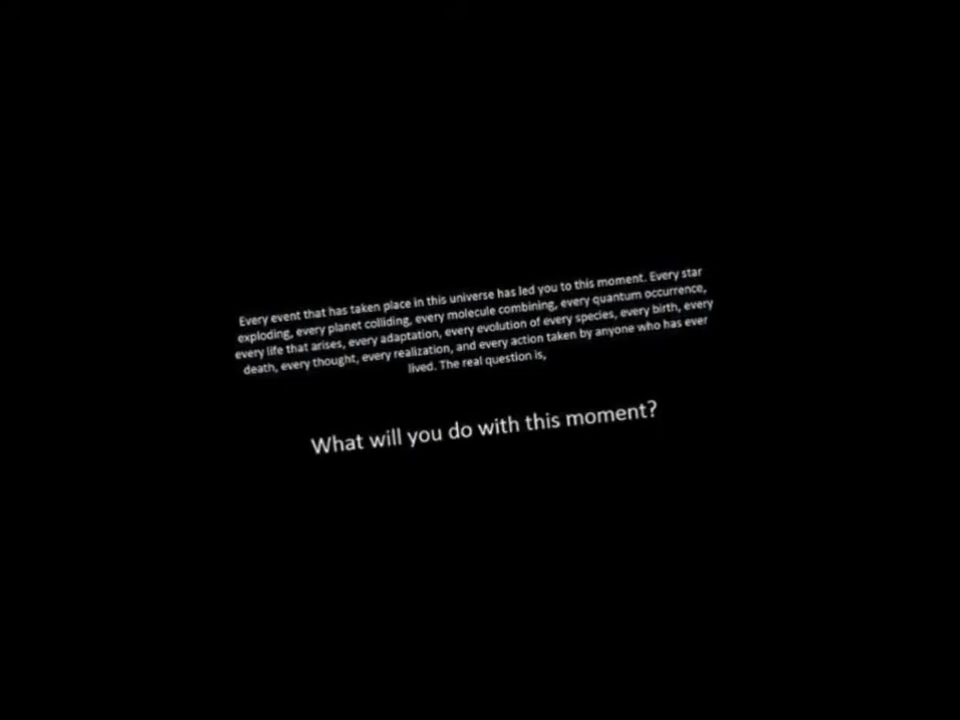 Every event that has taken place in this universe has led you to this moment. Every star
exploding, every planet colliding, every molecule combining, every quantum occurrence,
every life that arises, every adaptation, every evolution of every species, every birth, every
death, every thought, every realization, and every action taken by anyone who has ever
lived. The real question is,
What will you do with this moment?